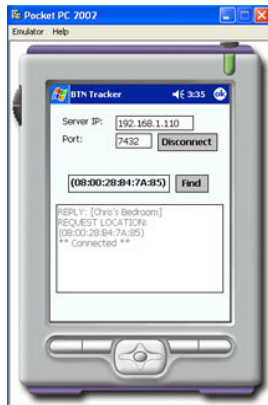 Pocket PC 2002
Emulator Help
BTN Tracker 3:35 ok
Server IP: 192.168.1.110
Port: 7432 Disconnect
(08:00:28:B4:7A:85) Find
REPLY: [Chris's Bedroom]
REQUEST LOCATION:
(08:00:28:B4:7A:85)
** Connected **